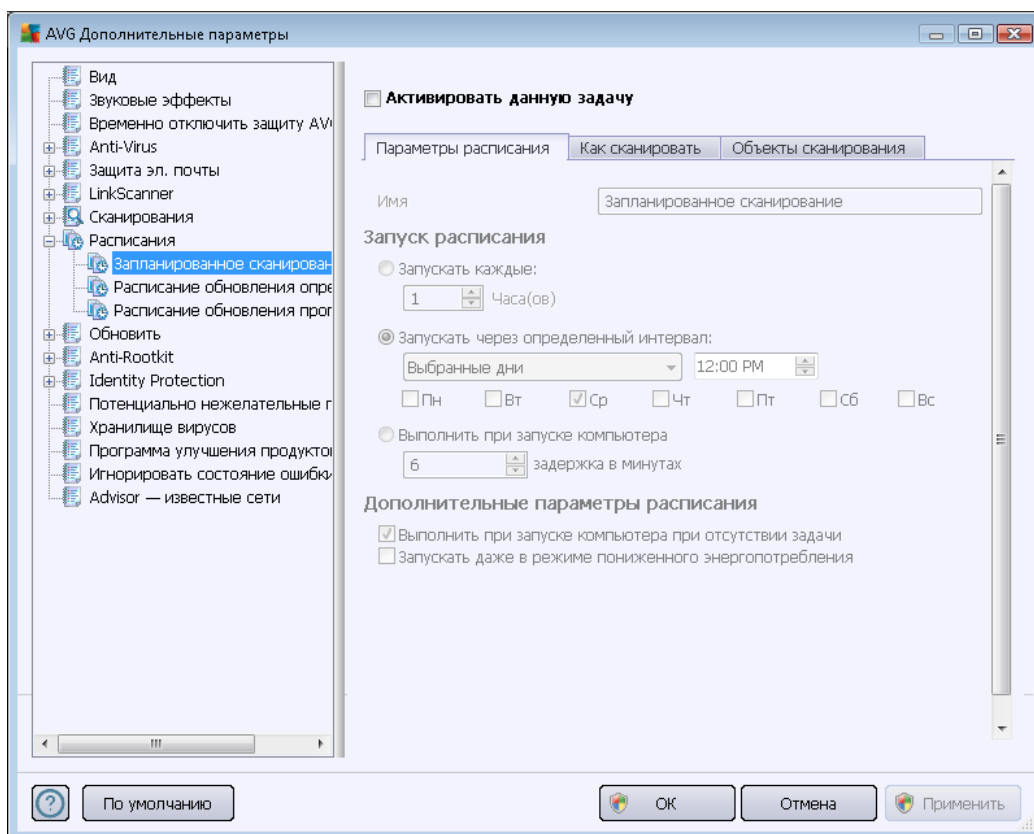 AVG Дополнительные параметры
Вид
Звуковые эффекты
Временно отключить защиту AV
Anti-Virus
Защита эл. почты
LinkScanner
Сканирования
Расписания
Запланированное сканирован
Расписание обновления опре
Расписание обновления прог
Обновить
Anti-Rootkit
Identity Protection
Потенциально нежелательные п
Хранилище вирусов
Программа улучшения продукто
Игнорировать состояние ошибки
Advisor — известные сети
Активировать данную задачу
Параметры расписания Как сканировать Объекты сканирования
Имя Запланированное сканирование
Запуск расписания
Запускать каждые:
1 Часа(ов)
Запускать через определенный интервал:
Выбранные дни 12:00 PM
Пн Вт Ср Чт Пт Сб Вс
Выполнить при запуске компьютера
6 задержка в минутах
Дополнительные параметры расписания
Выполнить при запуске компьютера при отсутствии задачи
Запускать даже в режиме пониженного энергопотребления
По умолчанию ОК Отмена Применить